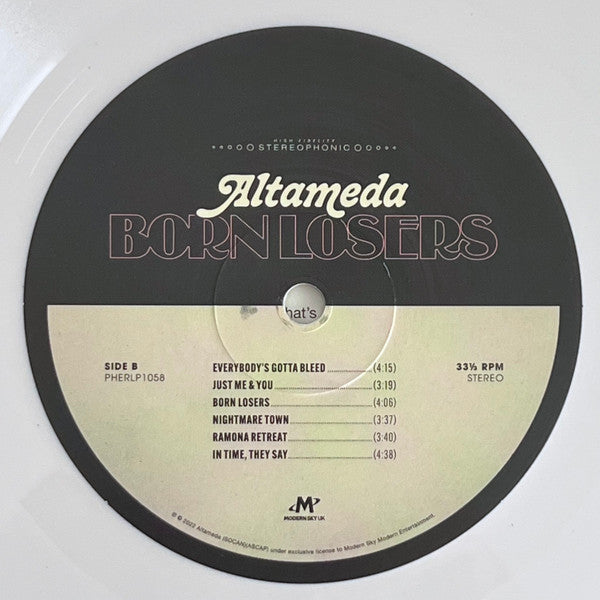 HIGH FIDELITY
STEREOPHONIC
Altameda
BORN LOSERS
hat's
SIDE B
PHERLP1058
EVERYBODY'S GOTTA BLEED (4:15)
JUST ME & YOU (3:19)
BORN LOSERS (4:06)
NIGHTMARE TOWN (3:37)
RAMONA RETREAT (3:40)
IN TIME, THEY SAY (4:38)
33⅓ RPM
STEREO
M
MODERN SKY UK
℗ © 2022 Altameda (SOCAN)(ASCAP) under exclusive license to Modern Sky Modern Entertainment.